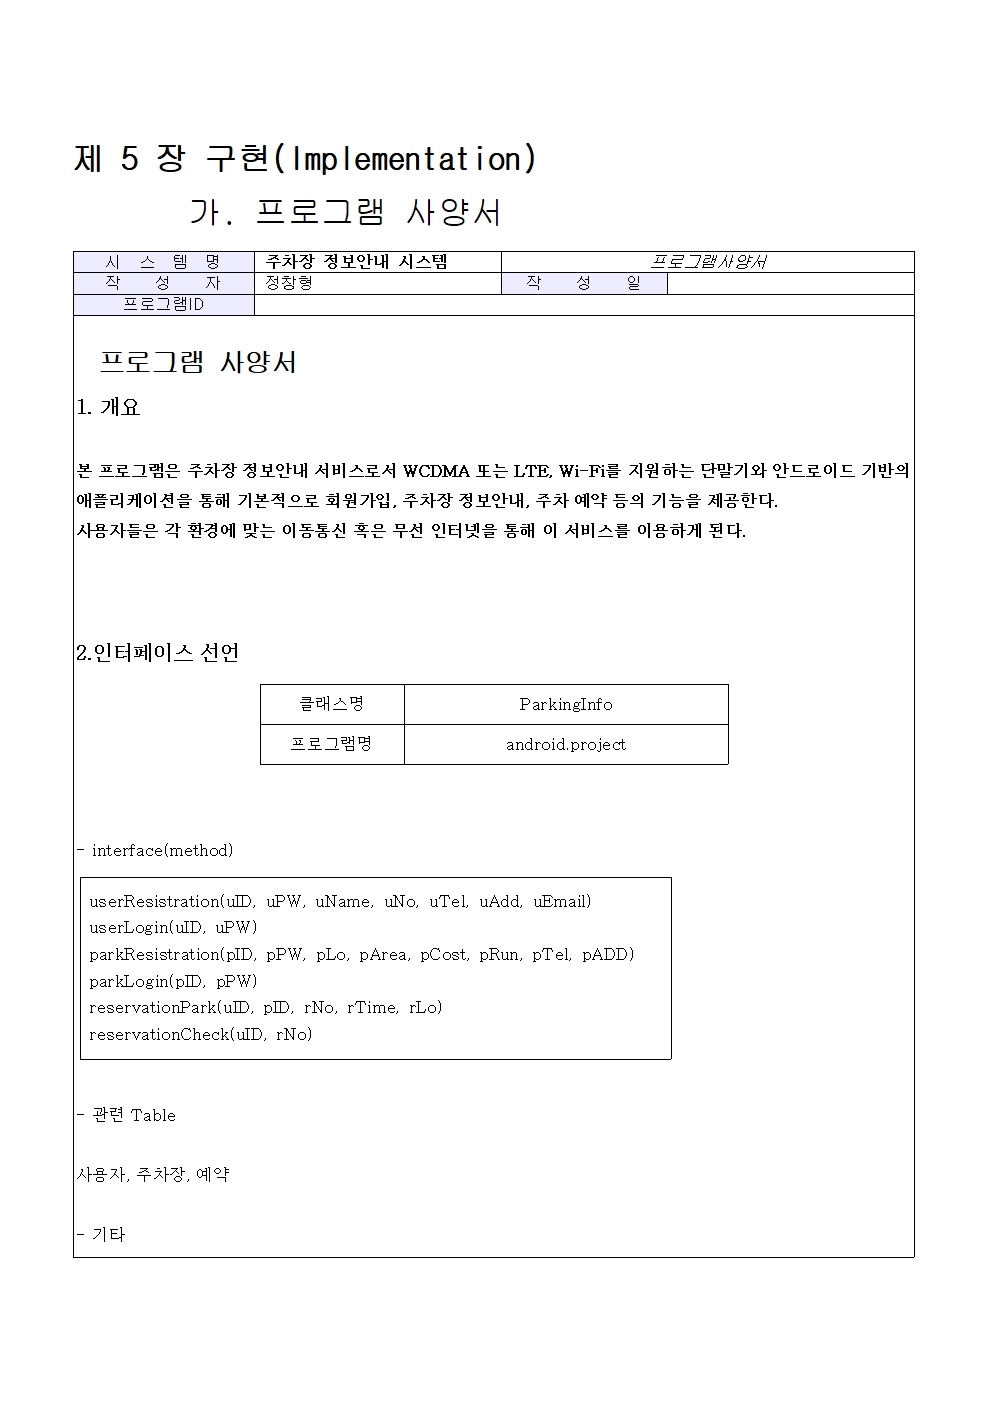 제 5 장 구현(Implementation)
가. 프로그램 사양서
시 스 템 명 주차장 정보안내 시스템 프로그램사양서
작 성 자 정창형 작 성 일
프로그램ID
프로그램 사양서
1. 개요
본 프로그램은 주차장 정보안내 서비스로서 WCDMA 또는 LTE, Wi-Fi를 지원하는 단말기와 안드로이드 기반의
애플리케이션을 통해 기본적으로 회원가입, 주차장 정보안내, 주차 예약 등의 기능을 제공한다.
사용자들은 각 환경에 맞는 이동통신 혹은 무선 인터넷을 통해 이 서비스를 이용하게 된다.
2.인터페이스 선언
클래스명 ParkingInfo
프로그램명 android.project
- interface(method)
userResistration(uID, uPW, uName, uNo, uTel, uAdd, uEmail)
userLogin(uID, uPW)
parkResistration(pID, pPW, pLo, pArea, pCost, pRun, pTel, pADD)
parkLogin(pID, pPW)
reservationPark(uID, pID, rNo, rTime, rLo)
reservationCheck(uID, rNo)
- 관련 Table
사용자, 주차장, 예약
- 기타